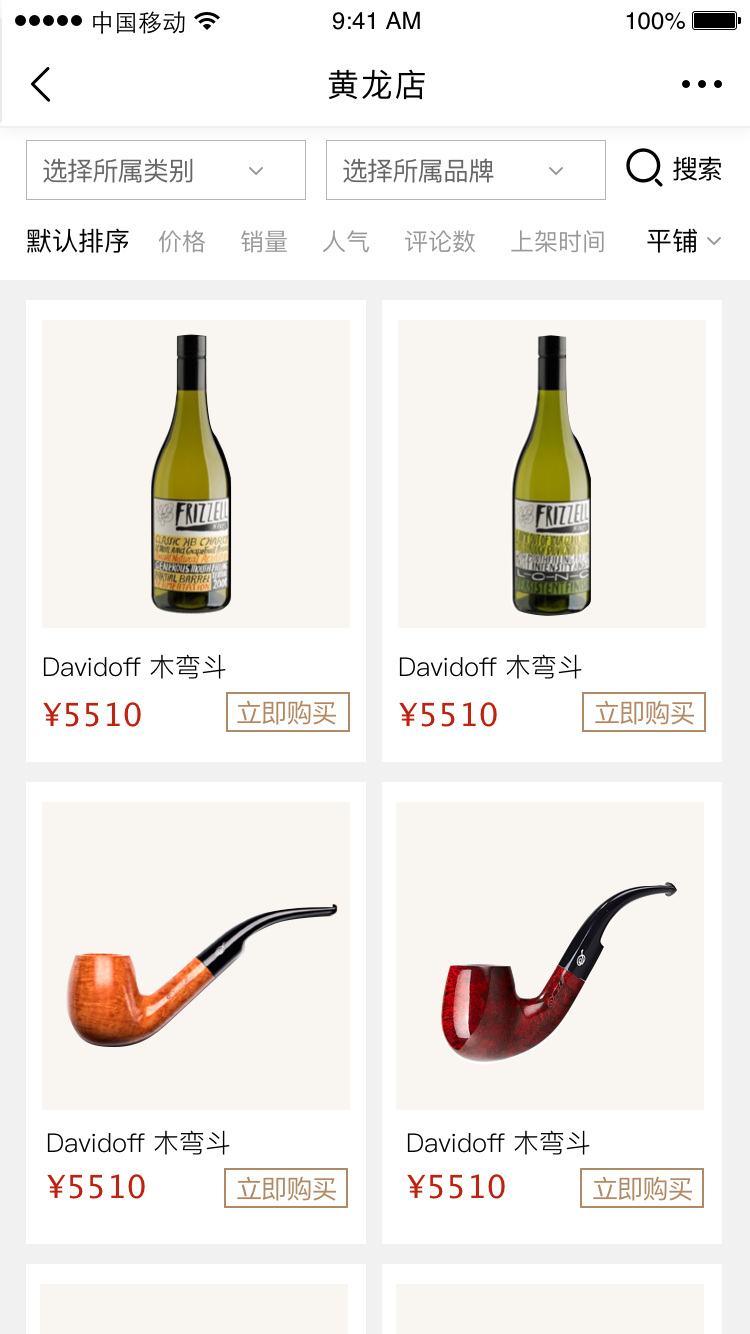 中国移动 9:41 AM 100%
黄龙店
选择所属类别 选择所属品牌 搜索
默认排序 价格 销量 人气 评论数 上架时间 平铺
FRIZZELL FRIZZELL
CLASSIC HB
PERSISTENT
L-O-N-G
Davidoff 木弯斗 Davidoff 木弯斗
¥5510 立即购买 ¥5510 立即购买
Davidoff 木弯斗 Davidoff 木弯斗
¥5510 立即购买 ¥5510 立即购买